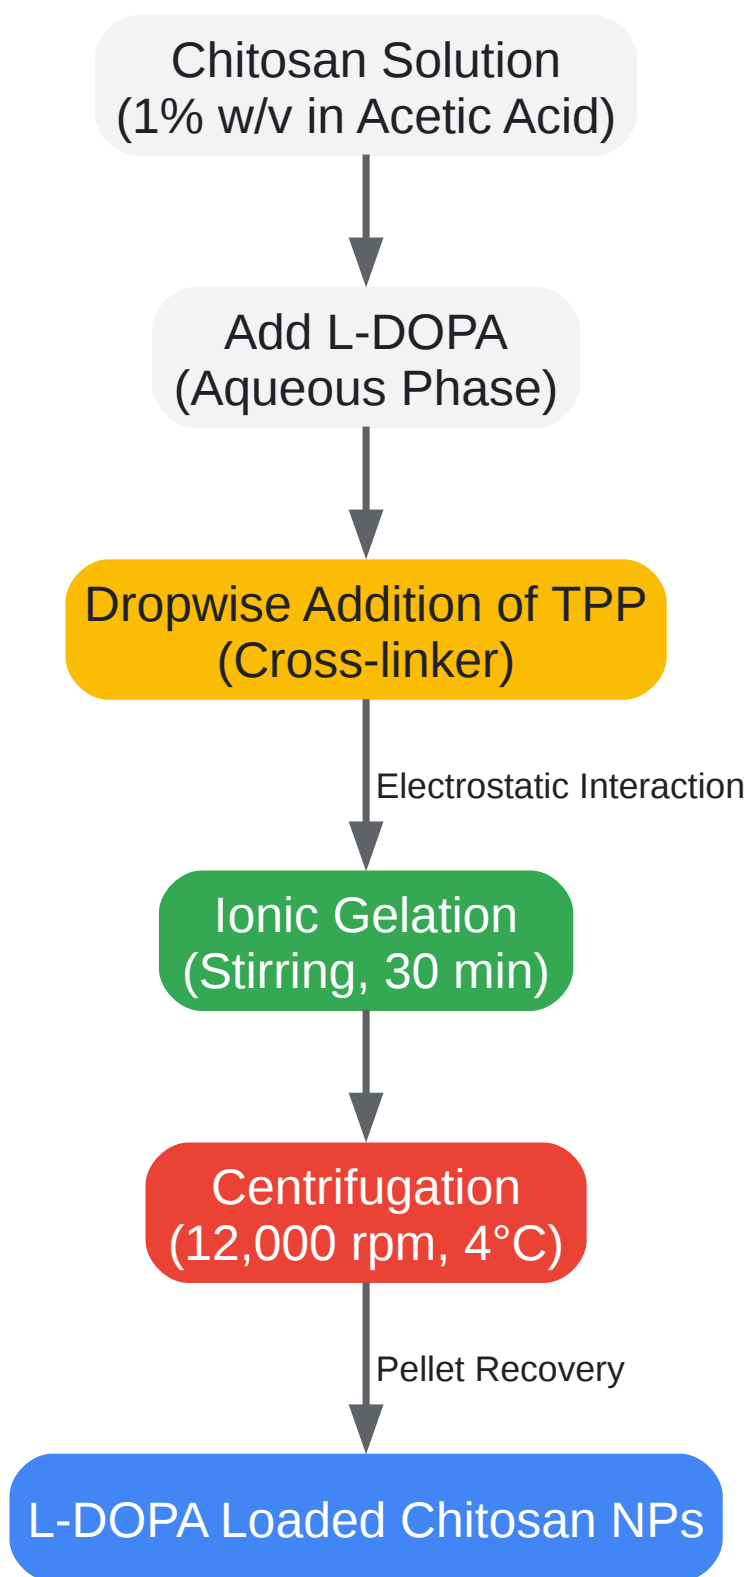 Chitosan Solution
(1% w/v in Acetic Acid)
Add L-DOPA
(Aqueous Phase)
Dropwise Addition of TPP
(Cross-linker)
Electrostatic Interaction
Ionic Gelation
(Stirring, 30 min)
Centrifugation
(12,000 rpm, 4°C)
Pellet Recovery
L-DOPA Loaded Chitosan NPs